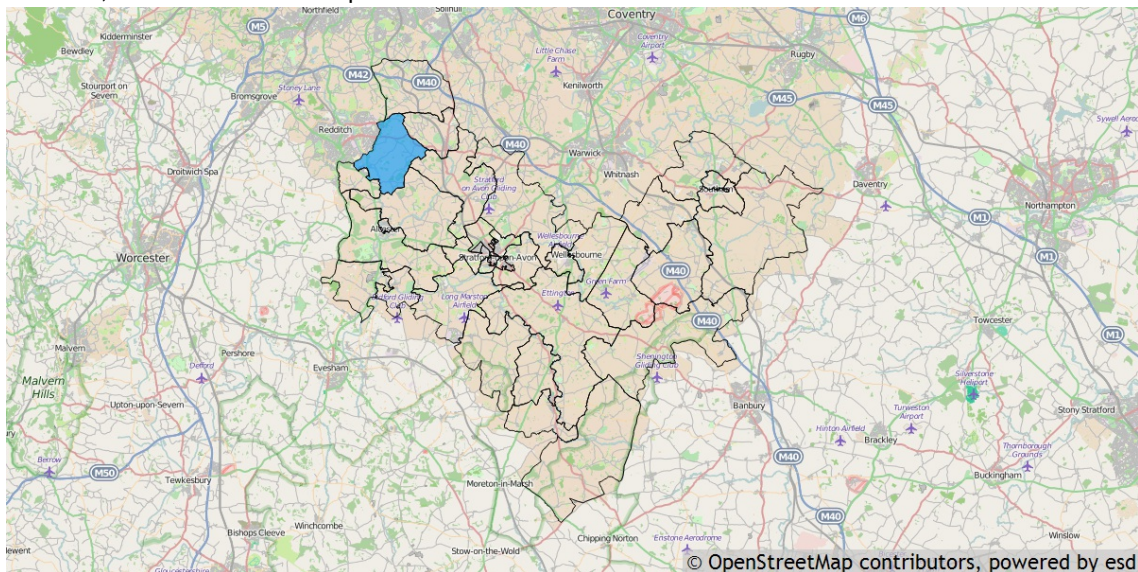 Northfield
Solihull
Coventry
M6
Kidderminster
M5
Bewdley
Little Chase
Farm
Coventry
Airport
Rugby
Stourport on
Severn
M42
M40
Kenilworth
Stoney Lane
Bromsgrove
M45
M45
Redditch
Sywell Aero
M40
Warwick
Droitwich Spa
Whitnash
Daventry
Stratford
on Avon Gliding
Club
Southam
M1
Northampton
Alcester
Worcester
Wellesbourne
Airfield
Stratford-upon-Avon
Wellesbourne
M1
M40
Green Farm
Bidford Gliding
Club
Long Marston
Airfield
Ettington
M40
Towcester
Malvern
Pershore
M1
Defford
Evesham
Shenington
Gliding Club
Malvern
Hills
Silverstone
Heliport
Upton-upon-Severn
Banbury
Turweston
Airport
Stony Stratford
Hinton Airfield
Brackley
Thornborough
Grounds
Berrow
M50
M40
Tewkesbury
Buckingham
Moreton-in-Marsh
M40
Winchcombe
Bishops Cleeve
Chipping Norton
Winslow
Enstone Aerodrome
Stow-on-the-Wold
Gloucestershire
© OpenStreetMap contributors, powered by esd